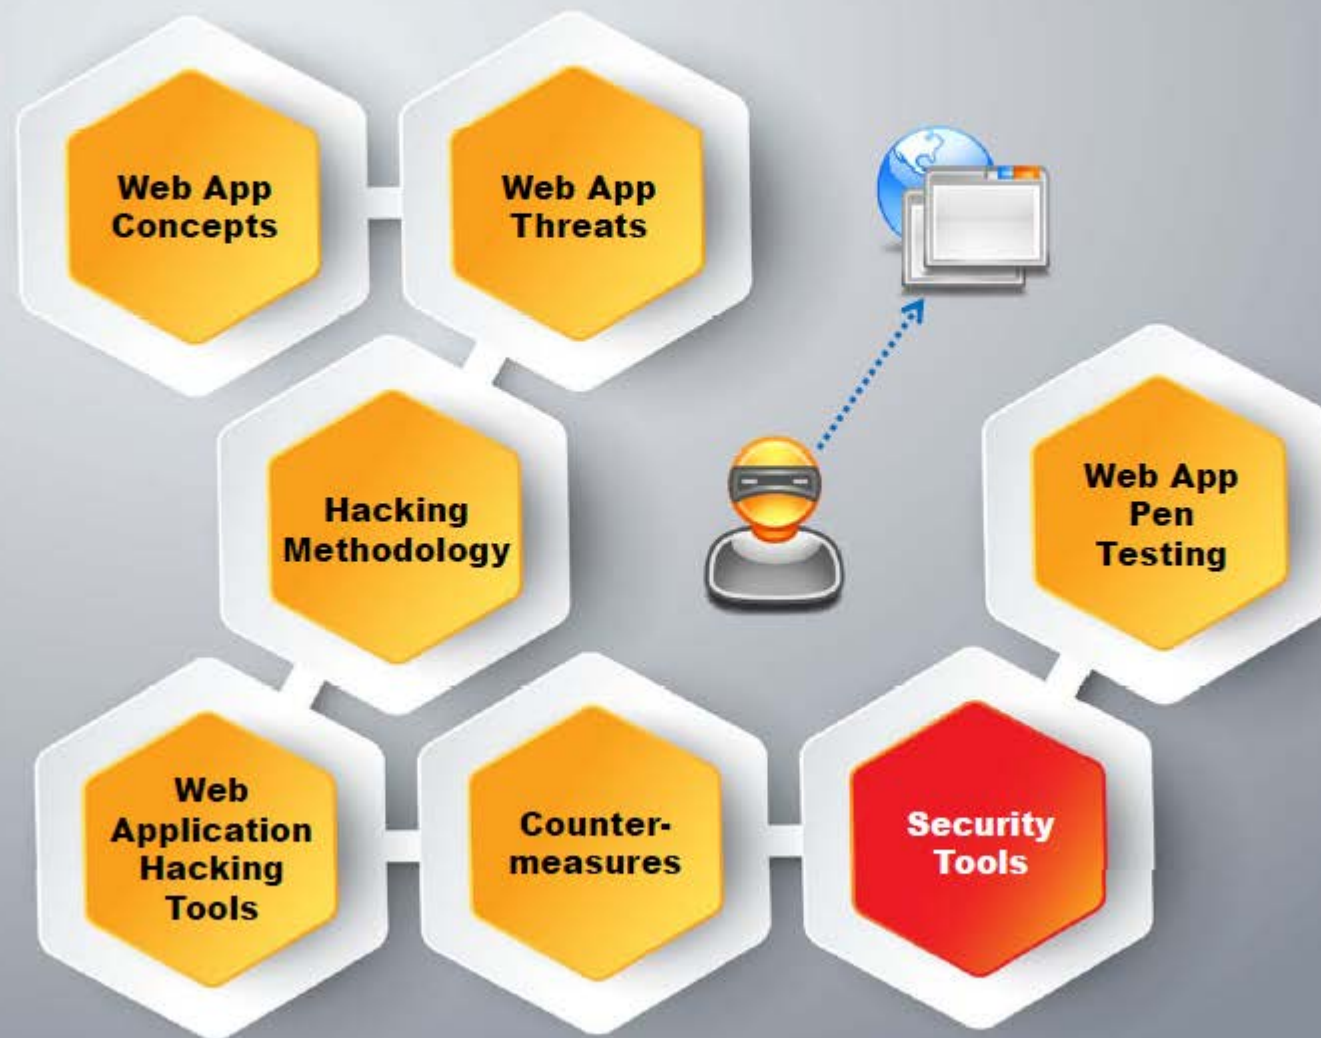 Web App
Concepts
Web App
Threats
Hacking
Methodology
Web
Application
Hacking
Tools
Counter-
measures
Security
Tools
Web App
Pen
Testing